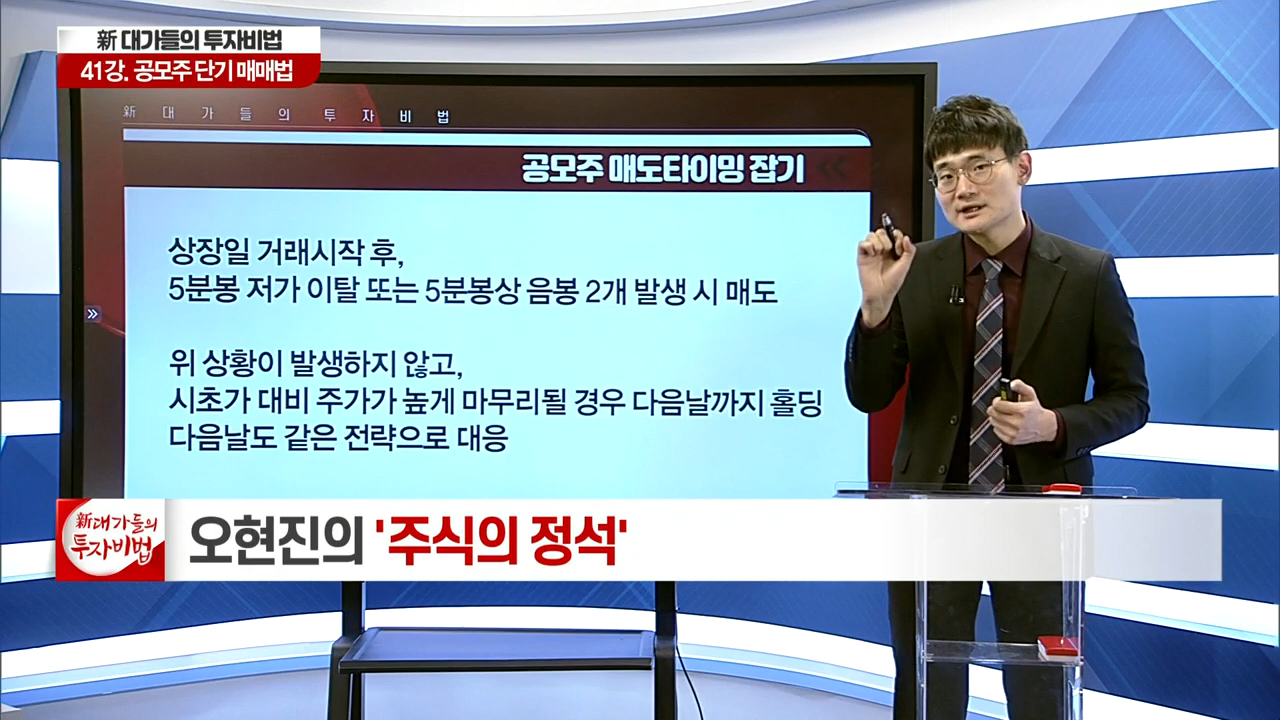 新 대가들의 투자비법
41강. 공모주 단기 매매법
新 대가들의 투자비법
공모주 매도타이밍 잡기
상장일 거래시작 후,
5분봉 저가 이탈 또는 5분봉상 음봉 2개 발생 시 매도
위 상황이 발생하지 않고,
시초가 대비 주가가 높게 마무리될 경우 다음날까지 홀딩
다음날도 같은 전략으로 대응
新대가들의
투자비법
오현진의 '주식의 정석'